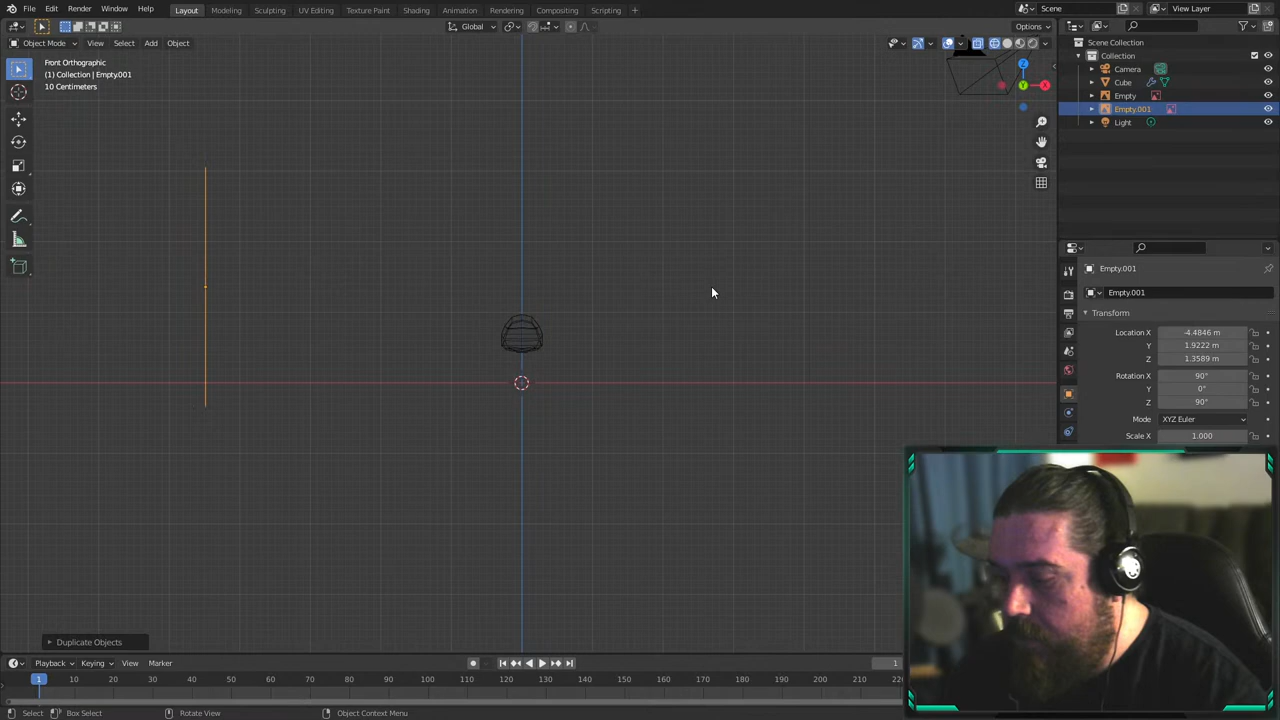 File Edit Render Window Help Layout Modeling Sculpting UV Editing Texture Paint Shading Animation Rendering Compositing Scripting + Scene View Layer
Global Options
Object Mode View Select Add Object
Front Orthographic
(1) Collection | Empty.001
10 Centimeters
Z
X
Y
Scene Collection
Collection
Camera
Cube
Empty
Empty.001
Light
Empty.001
Empty.001
Transform
Location X -4.4846 m
Y 1.9222 m
Z 1.3589 m
Rotation X 90°
Y 0°
Z 90°
Mode XYZ Euler
Scale X 1.000
Duplicate Objects
Playback Keying View Marker 1
1 10 20 30 40 50 60 70 80 90 100 110 120 130 140 150 160 170 180 190 200 210 220
Select Box Select Rotate View Object Context Menu